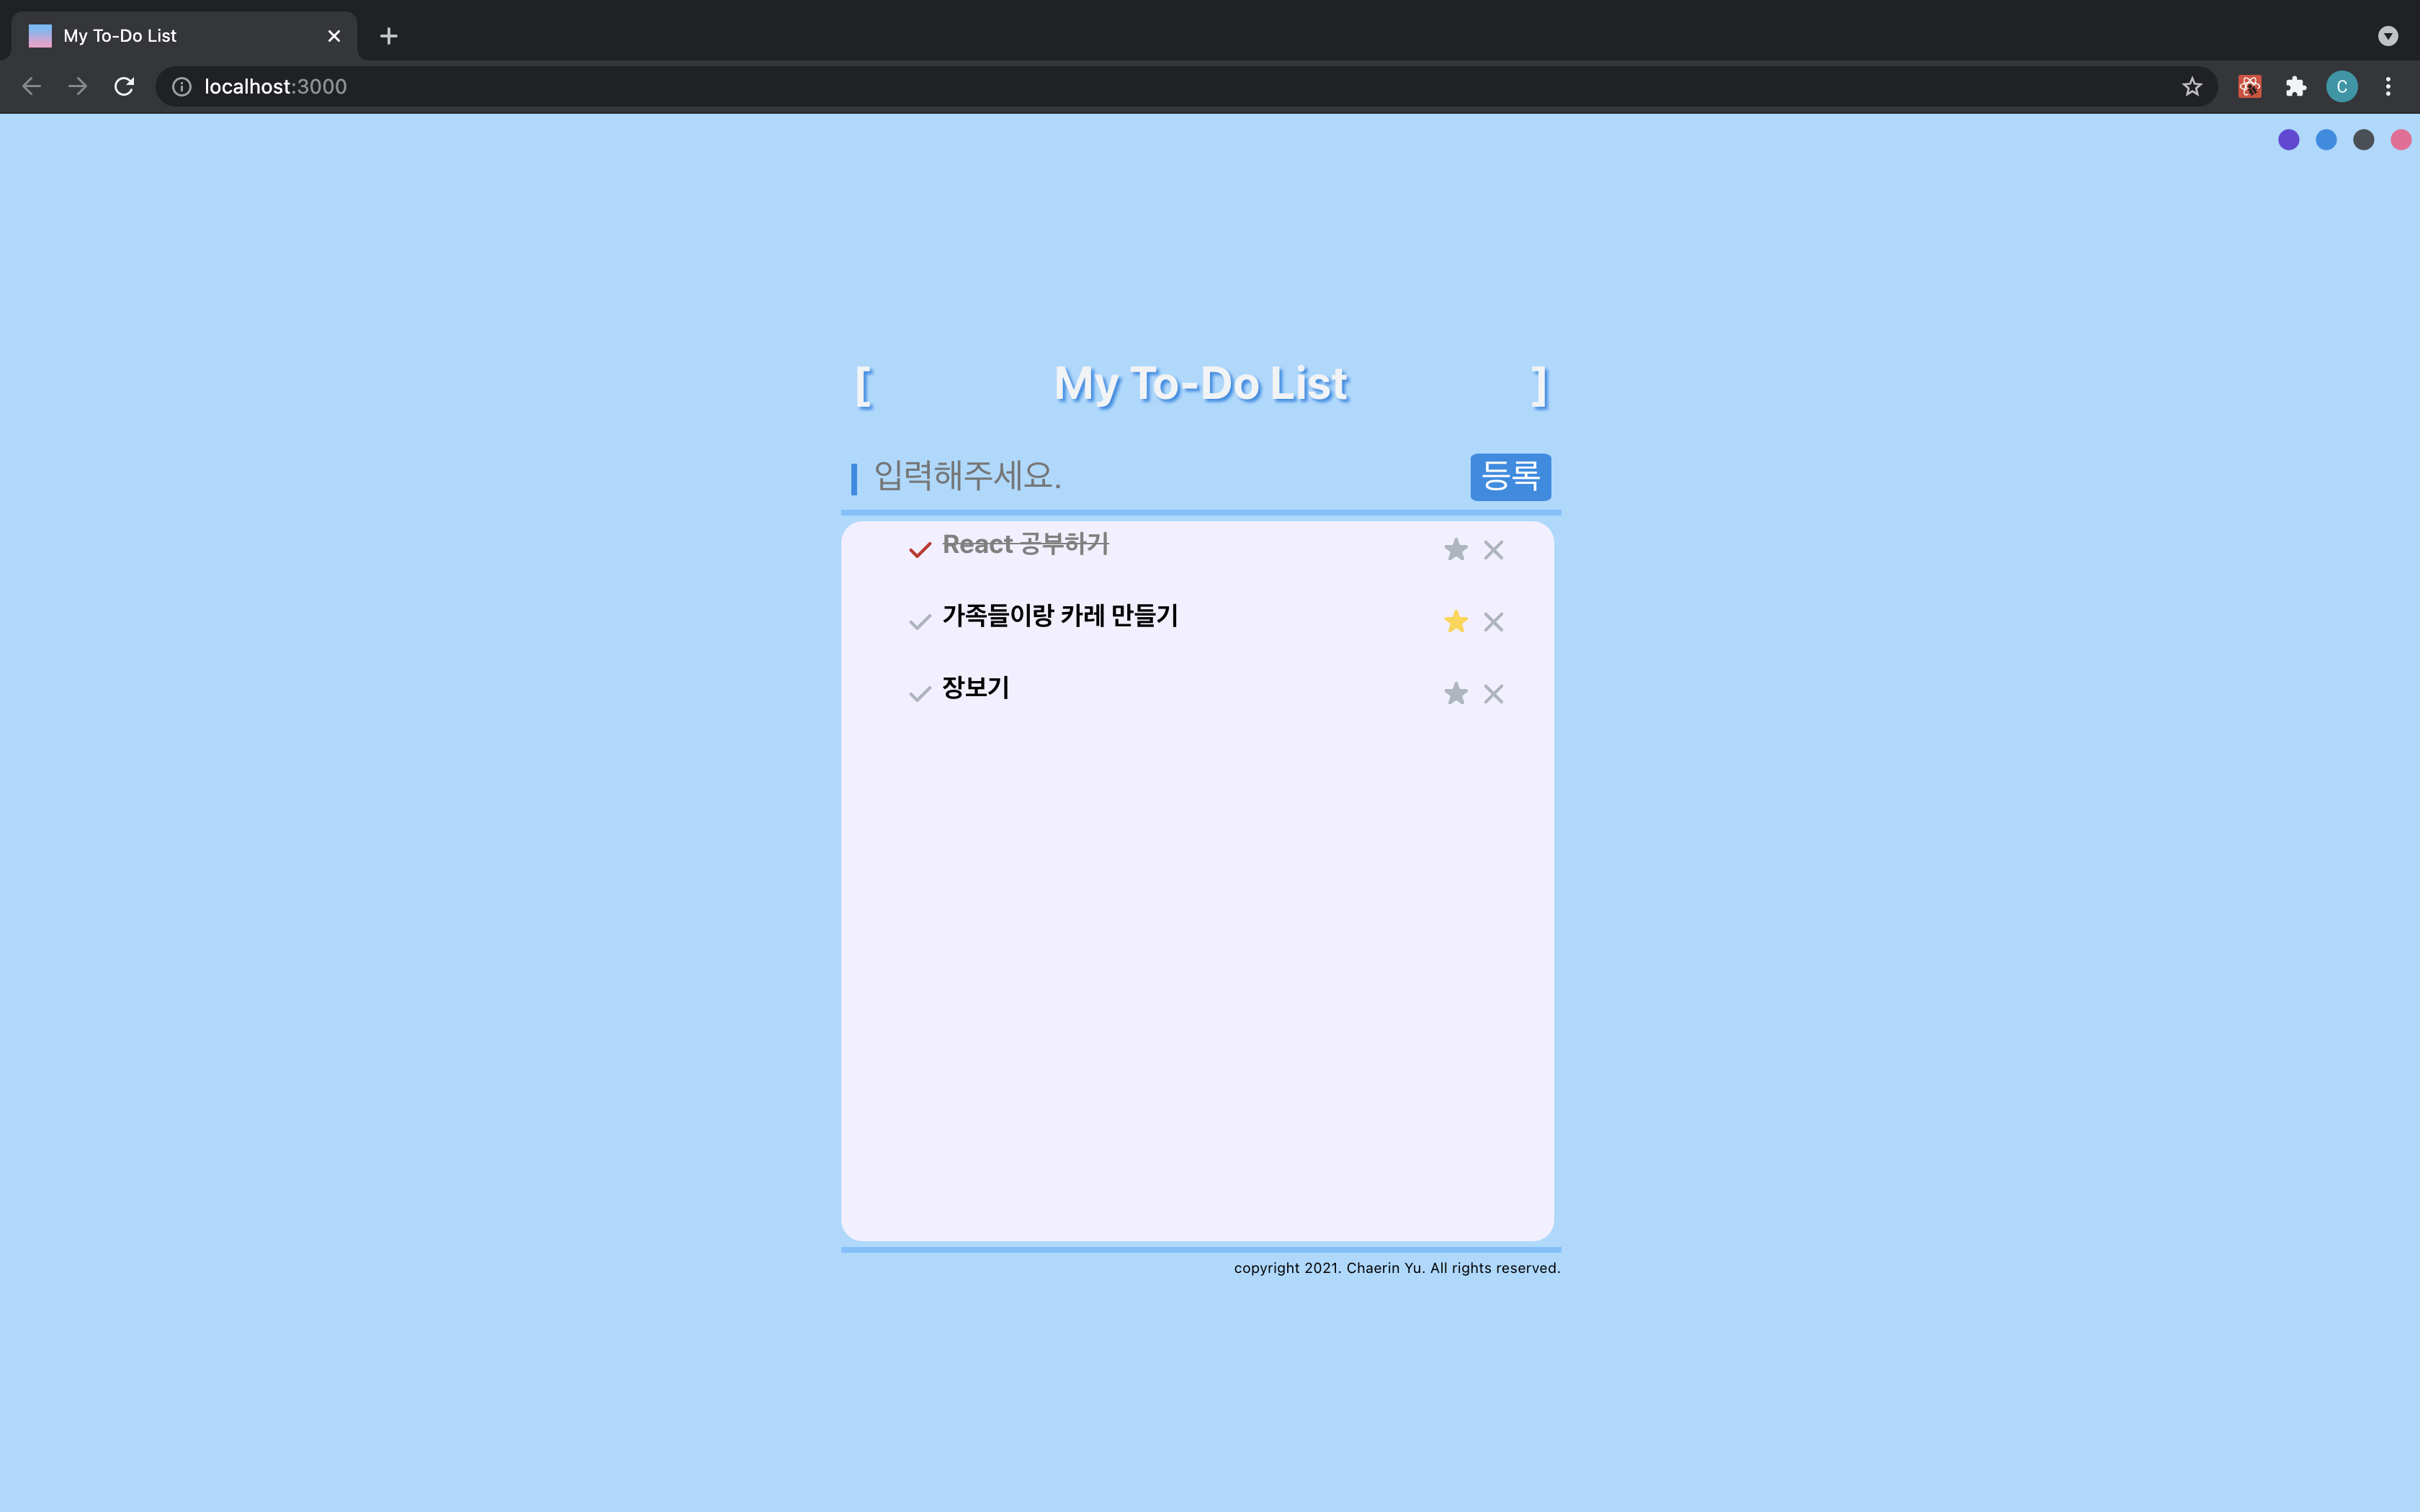 My To-Do List
localhost:3000
C
[ My To-Do List ]
입력해주세요. 등록
React 공부하기
가족들이랑 카레 만들기
장보기
copyright 2021. Chaerin Yu. All rights reserved.